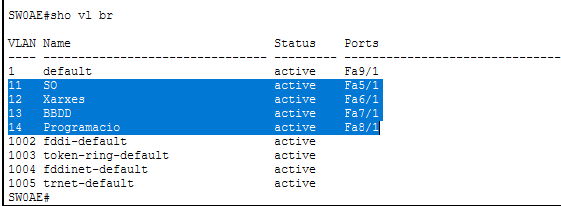 SW0AE#sho vl br
VLAN Name                             Status    Ports
---- -------------------------------- --------- -------------------------------
1    default                          active    Fa9/1
11   SO                               active    Fa5/1
12   Xarxes                           active    Fa6/1
13   BBDD                             active    Fa7/1
14   Programacio                      active    Fa8/1
1002 fddi-default                     active
1003 token-ring-default               active
1004 fddinet-default                  active
1005 trnet-default                    active
SW0AE#